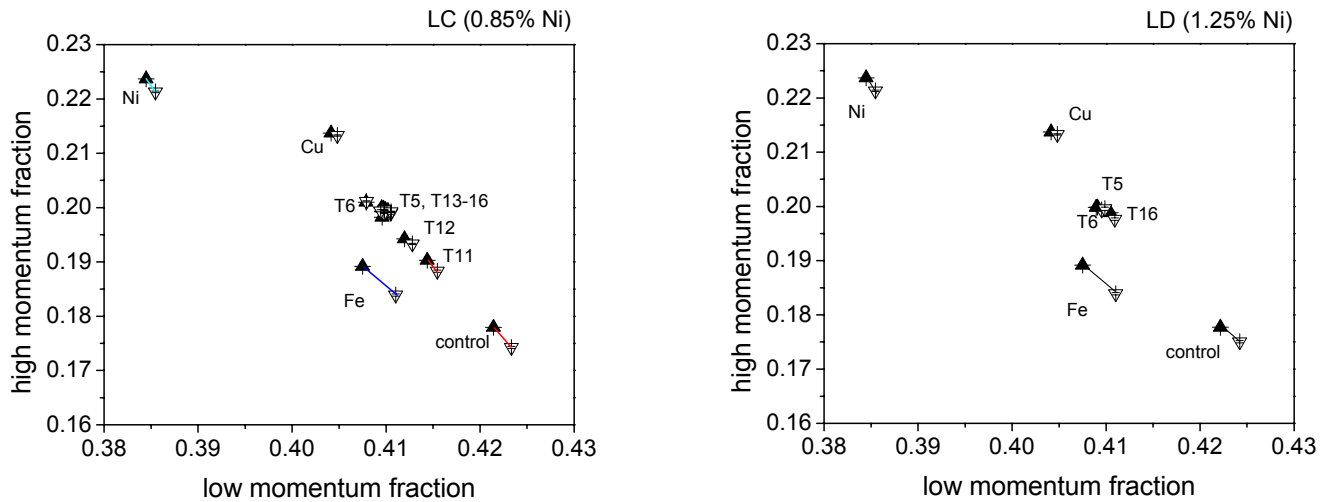 LC (0.85% Ni)
0.23
0.22
0.21
0.20
0.19
0.18
0.17
0.16
high momentum fraction
Ni
Cu
T6
T5, T13-16
T12
T11
Fe
control
0.38
0.39
0.40
0.41
0.42
0.43
low momentum fraction
LD (1.25% Ni)
0.23
0.22
0.21
0.20
0.19
0.18
0.17
0.16
high momentum fraction
Ni
Cu
T5
T6
T16
Fe
control
0.38
0.39
0.40
0.41
0.42
0.43
low momentum fraction